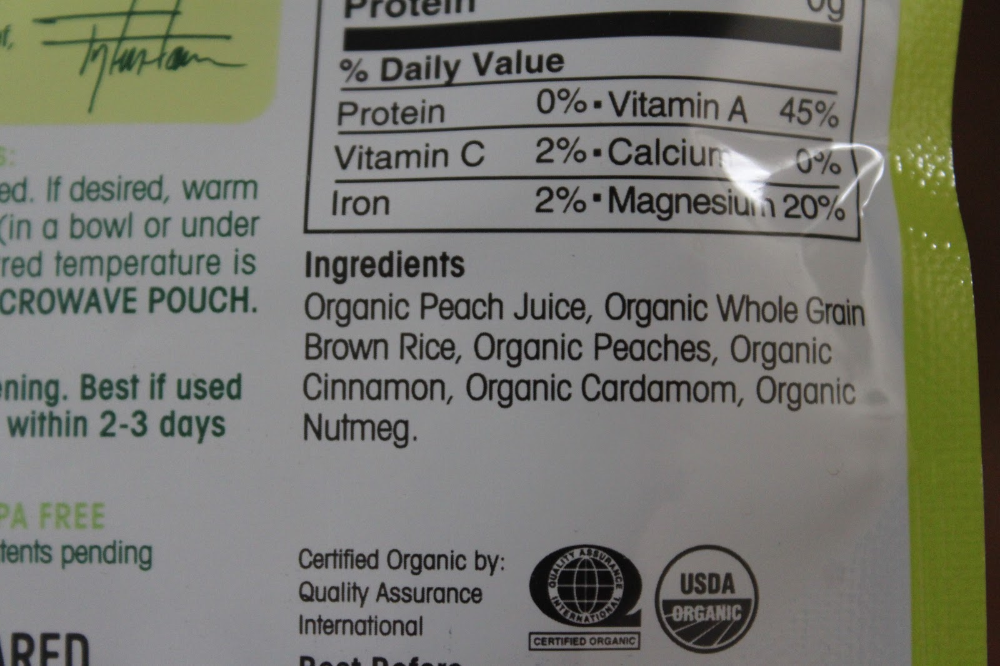 Protein 0g
% Daily Value
Protein 0% ▪ Vitamin A 45%
Vitamin C 2% ▪ Calcium 0%
Iron 2% ▪ Magnesium 20%
Ingredients
Organic Peach Juice, Organic Whole Grain
Brown Rice, Organic Peaches, Organic
Cinnamon, Organic Cardamom, Organic
Nutmeg.
Certified Organic by:
Quality Assurance
International
QUALITY ASSURANCE
INTERNATIONAL
CERTIFIED ORGANIC
USDA
ORGANIC
Best Before
S:
ed. If desired, warm
(in a bowl or under
red temperature is
CROWAVE POUCH.
ening. Best if used
within 2-3 days
PA FREE
tents pending
ARED